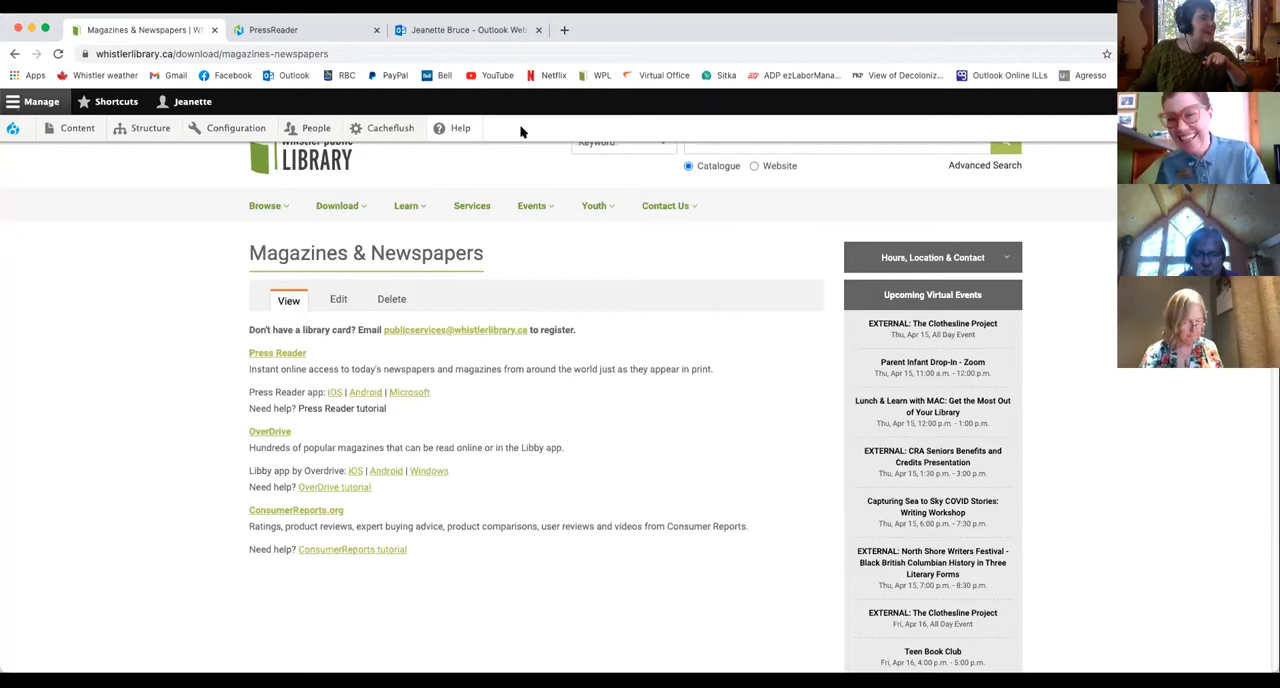 Magazines & Newspapers | Wh
PressReader
Jeanette Bruce - Outlook Web
whistlerlibrary.ca/download/magazines-newspapers
Apps Whistler weather Gmail Facebook Outlook RBC PayPal Bell YouTube Netflix WPL Virtual Office Sitka ADP ezLaborMana... View of Decoloniz... Outlook Online ILLs Agresso
Manage Shortcuts Jeanette
Content Structure Configuration People Cacheflush Help
whistler public
LIBRARY
Keyword
Catalogue Website
Advanced Search
Browse Download Learn Services Events Youth Contact Us
Magazines & Newspapers
View Edit Delete
Don't have a library card? Email publicservices@whistlerlibrary.ca to register.
Press Reader
Instant online access to today's newspapers and magazines from around the world just as they appear in print.
Press Reader app: iOS | Android | Microsoft
Need help? Press Reader tutorial
OverDrive
Hundreds of popular magazines that can be read online or in the Libby app.
Libby app by Overdrive: iOS | Android | Windows
Need help? OverDrive tutorial
ConsumerReports.org
Ratings, product reviews, expert buying advice, product comparisons, user reviews and videos from Consumer Reports.
Need help? ConsumerReports tutorial
Hours, Location & Contact
Upcoming Virtual Events
EXTERNAL: The Clothesline Project
Thu, Apr 15, All Day Event
Parent Infant Drop-In - Zoom
Thu, Apr 15, 11:00 a.m. - 12:00 p.m.
Lunch & Learn with MAC: Get the Most Out
of Your Library
Thu, Apr 15, 12:00 p.m. - 1:00 p.m.
EXTERNAL: CRA Seniors Benefits and
Credits Presentation
Thu, Apr 15, 1:30 p.m. - 3:00 p.m.
Capturing Sea to Sky COVID Stories:
Writing Workshop
Thu, Apr 15, 6:00 p.m. - 7:30 p.m.
EXTERNAL: North Shore Writers Festival -
Black British Columbian History in Three
Literary Forms
Thu, Apr 15, 7:00 p.m. - 8:30 p.m.
EXTERNAL: The Clothesline Project
Fri, Apr 16, All Day Event
Teen Book Club
Fri, Apr 16, 4:00 p.m. - 5:00 p.m.